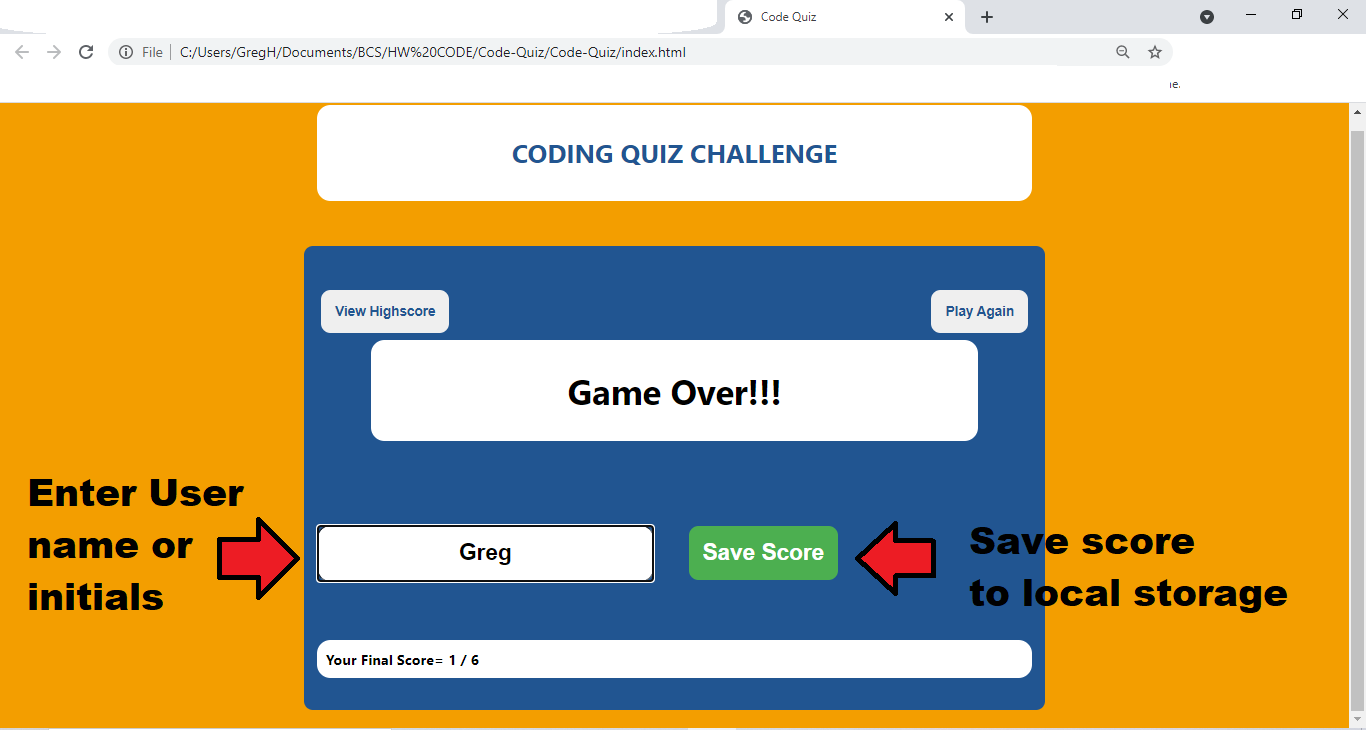 Code Quiz
File C:/Users/GregH/Documents/BCS/HW%20CODE/Code-Quiz/Code-Quiz/index.html
CODING QUIZ CHALLENGE
View Highscore
Play Again
Game Over!!!
Enter User
name or
initials
Greg
Save Score
Save score
to local storage
Your Final Score= 1 / 6